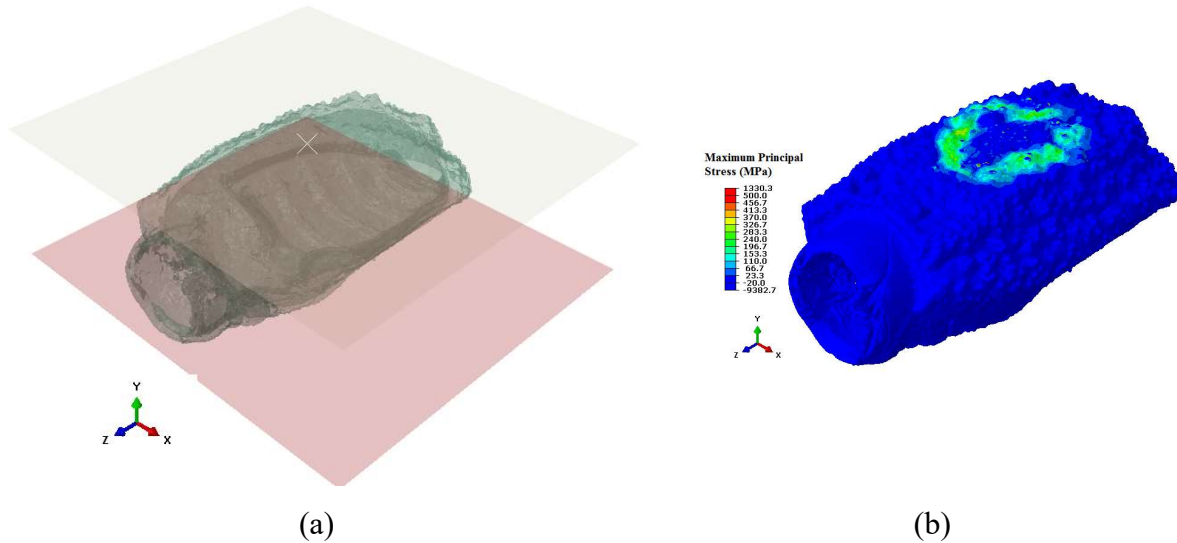 Y
Z
X
(a)
Maximum Principal
Stress (MPa)
1330.3
500.0
456.7
413.3
370.0
326.7
283.3
240.0
196.7
153.3
110.0
66.7
23.3
-20.0
-9382.7
Y
Z
X
(b)